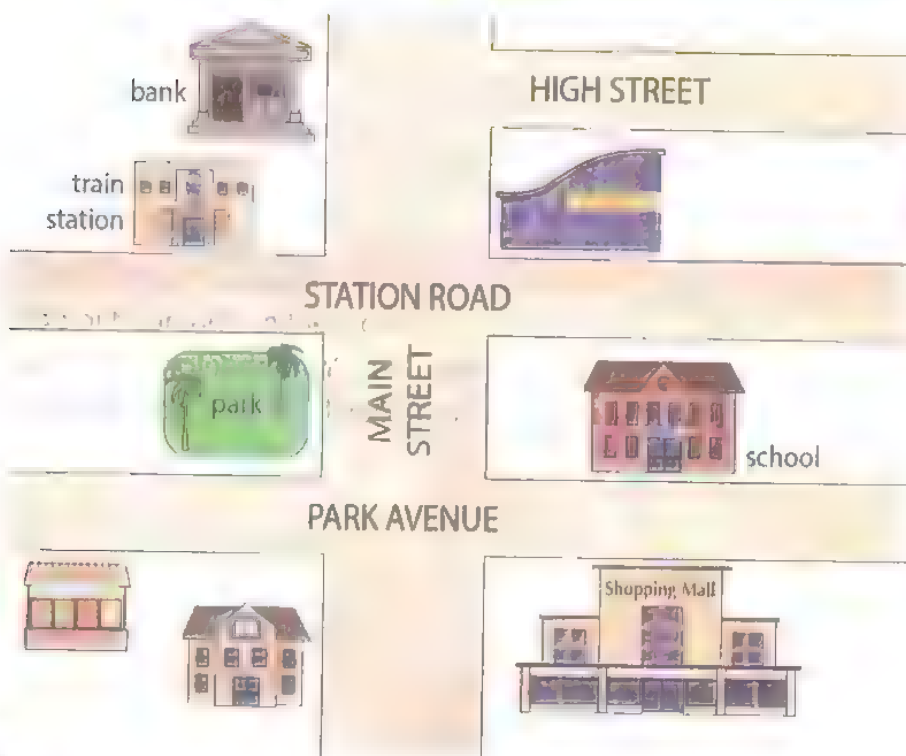 bank
HIGH STREET
train
station
STATION ROAD
park
MAIN
STREET
school
PARK AVENUE
Shopping Mall